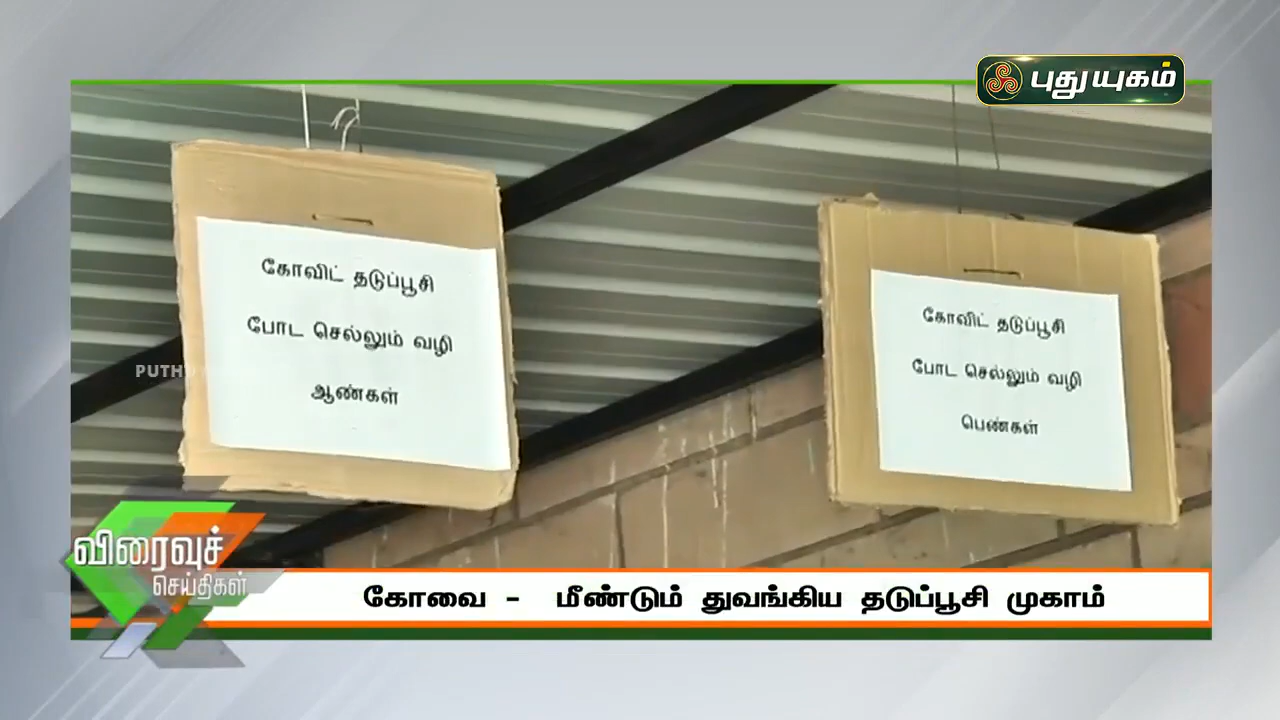 புதுயுகம்
கோவிட் தடுப்பூசி
போட செல்லும் வழி
ஆண்கள்
கோவிட் தடுப்பூசி
போட செல்லும் வழி
பெண்கள்
விரைவுச்
செய்திகள்
கோவை - மீண்டும் துவங்கிய தடுப்பூசி முகாம்